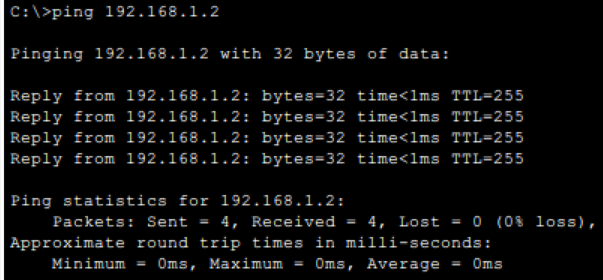 C:\>ping 192.168.1.2
Pinging 192.168.1.2 with 32 bytes of data:
Reply from 192.168.1.2: bytes=32 time<1ms TTL=255
Reply from 192.168.1.2: bytes=32 time<1ms TTL=255
Reply from 192.168.1.2: bytes=32 time<1ms TTL=255
Reply from 192.168.1.2: bytes=32 time<1ms TTL=255
Ping statistics for 192.168.1.2:
    Packets: Sent = 4, Received = 4, Lost = 0 (0% loss),
Approximate round trip times in milli-seconds:
    Minimum = 0ms, Maximum = 0ms, Average = 0ms